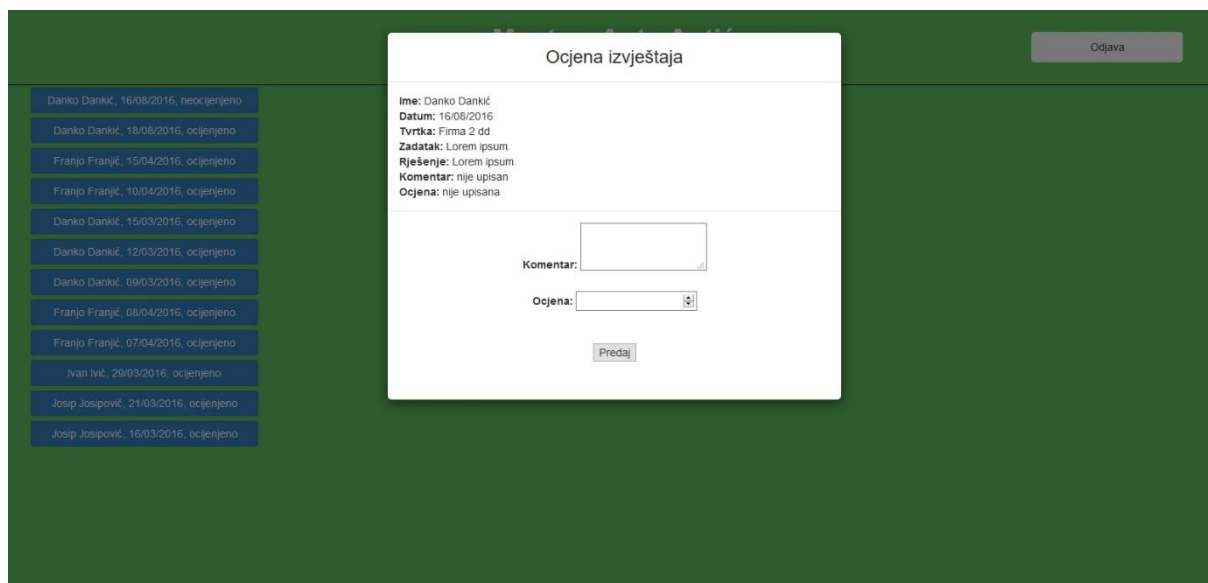 Odjava
Danko Dankić, 16/08/2016, neocijenjeno
Danko Dankić, 18/08/2016, ocijenjeno
Franjo Franjić, 15/04/2016, ocijenjeno
Franjo Franjić, 10/04/2016, ocijenjeno
Danko Dankić, 15/03/2016, ocijenjeno
Danko Dankić, 12/03/2016, ocijenjeno
Danko Dankić, 09/03/2016, ocijenjeno
Franjo Franjić, 08/04/2016, ocijenjeno
Franjo Franjić, 07/04/2016, ocijenjeno
Ivan Ivić, 29/03/2016, ocijenjeno
Josip Josipović, 21/03/2016, ocijenjeno
Josip Josipović, 16/03/2016, ocijenjeno
Ocjena izvještaja
Ime: Danko Dankić
Datum: 16/08/2016
Tvrtka: Firma 2 dd
Zadatak: Lorem ipsum.
Rješenje: Lorem ipsum.
Komentar: nije upisan
Ocjena: nije upisana
Komentar:
Ocjena:
Predaj